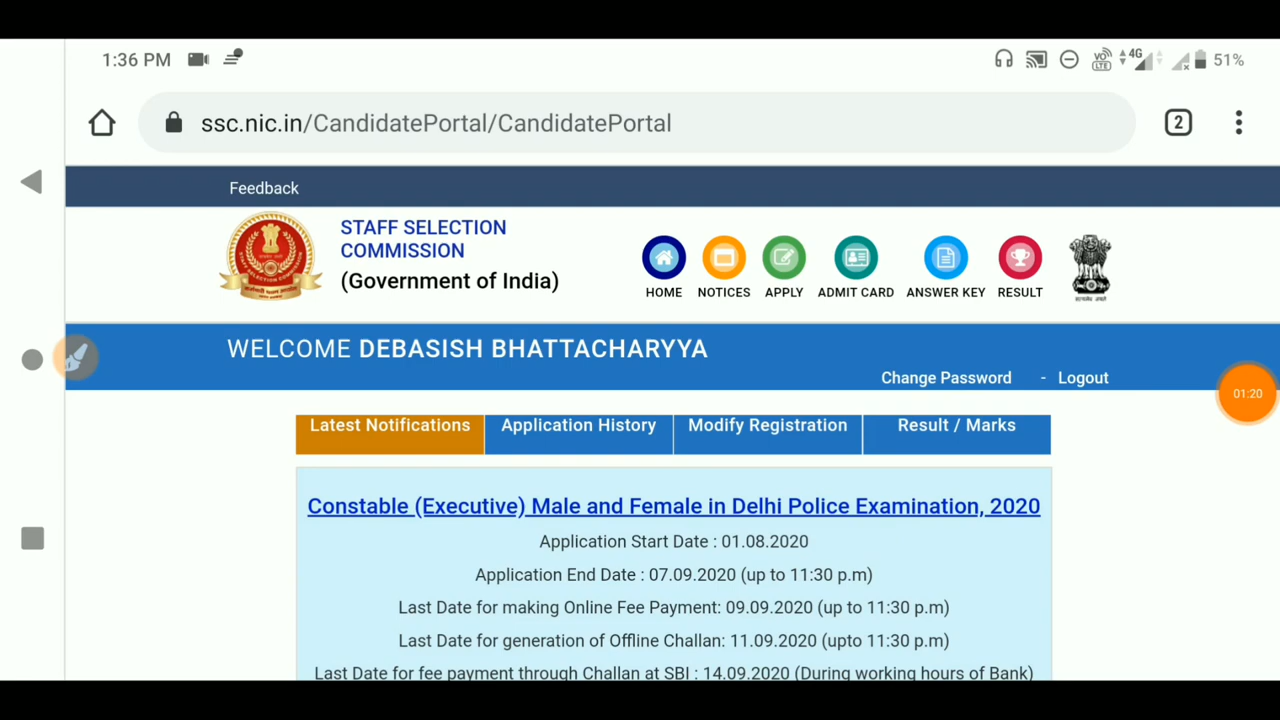 1:36 PM
VO LTE 4G 51%
ssc.nic.in/CandidatePortal/CandidatePortal
2
Feedback
STAFF SELECTION
COMMISSION
(Government of India)
HOME NOTICES APPLY ADMIT CARD ANSWER KEY RESULT
WELCOME DEBASISH BHATTACHARYYA
Change Password - Logout
01:20
Latest Notifications Application History Modify Registration Result / Marks
Constable (Executive) Male and Female in Delhi Police Examination, 2020
Application Start Date : 01.08.2020
Application End Date : 07.09.2020 (up to 11:30 p.m)
Last Date for making Online Fee Payment: 09.09.2020 (up to 11:30 p.m)
Last Date for generation of Offline Challan: 11.09.2020 (upto 11:30 p.m)
Last Date for fee payment through Challan at SBI : 14.09.2020 (During working hours of Bank)